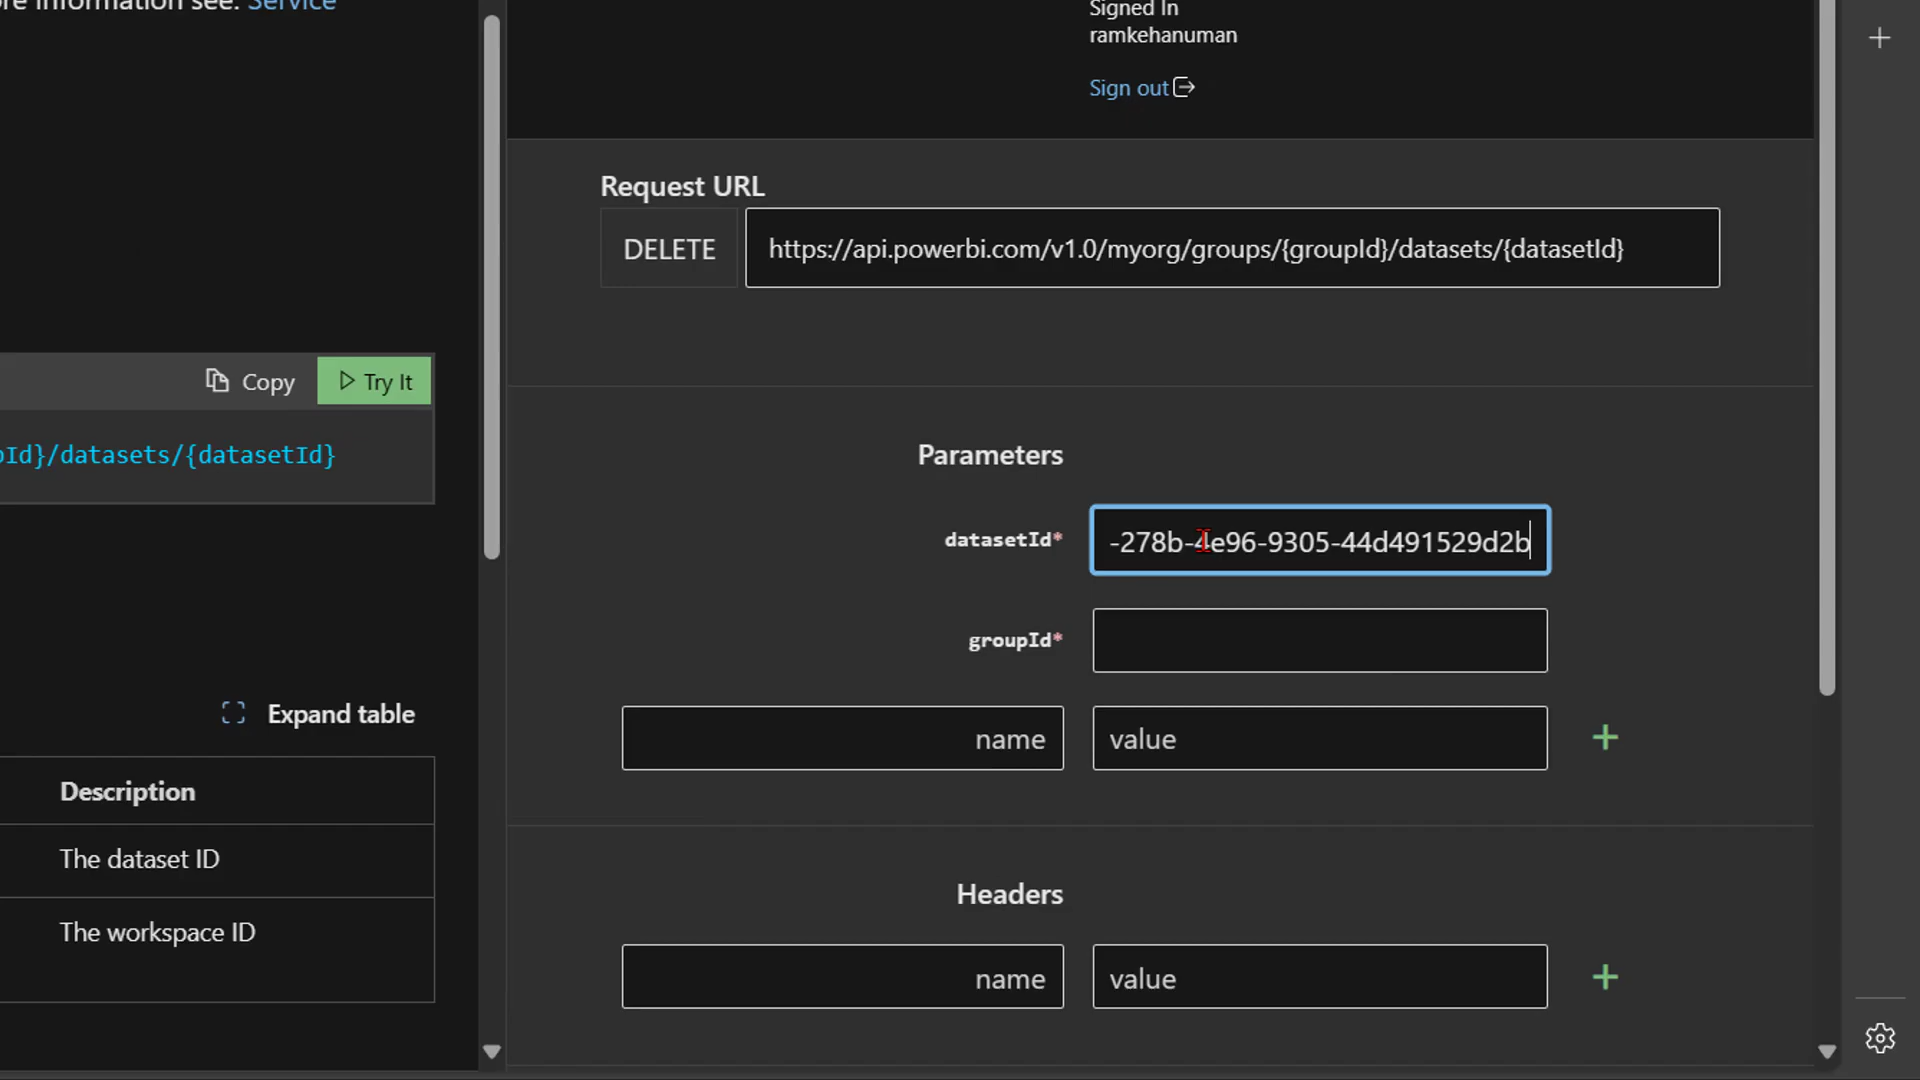 re information see: Service
Copy
Try It
pId}/datasets/{datasetId}
Expand table
Description
The dataset ID
The workspace ID
Signed In
ramkehanuman
Sign out
Request URL
DELETE
https://api.powerbi.com/v1.0/myorg/groups/{groupId}/datasets/{datasetId}
Parameters
datasetId*
-278b-4e96-9305-44d491529d2b
groupId*
name
value
+
Headers
name
value
+